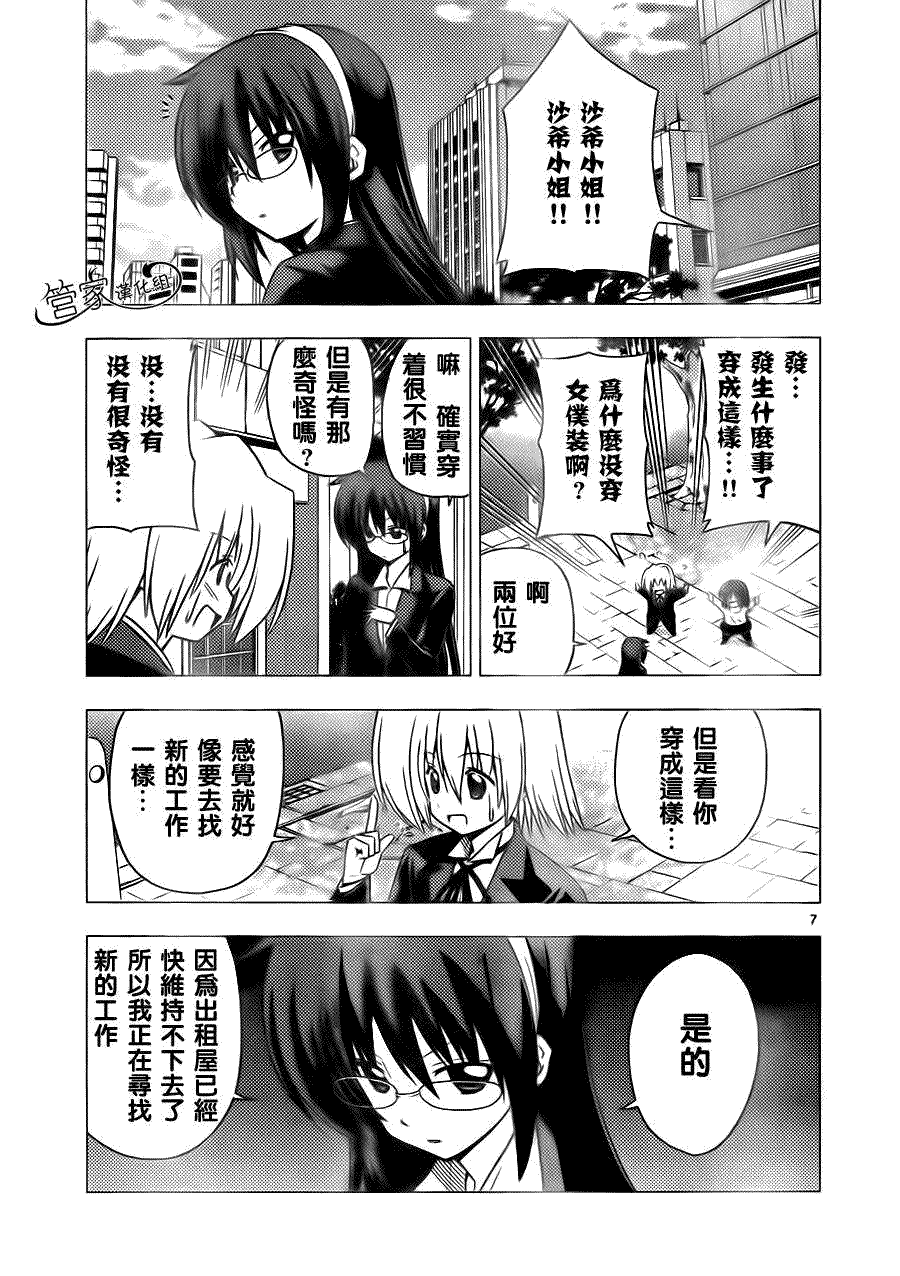 沙希小姐!!
沙希小姐!!
管家漢化組
發…
發生什麼事了
穿成這樣…!!
爲什麼没穿
女僕裝啊?
啊
兩位好
嘛 確實穿
着很不習慣
但是有那
麼奇怪嗎?
没…没有
没有很奇怪…
但是看你
穿成這樣…
感覺就好
像要去找
新的工作
一樣…
7
是的
因爲出租屋已經
快維持不下去了
所以我正在尋找
新的工作